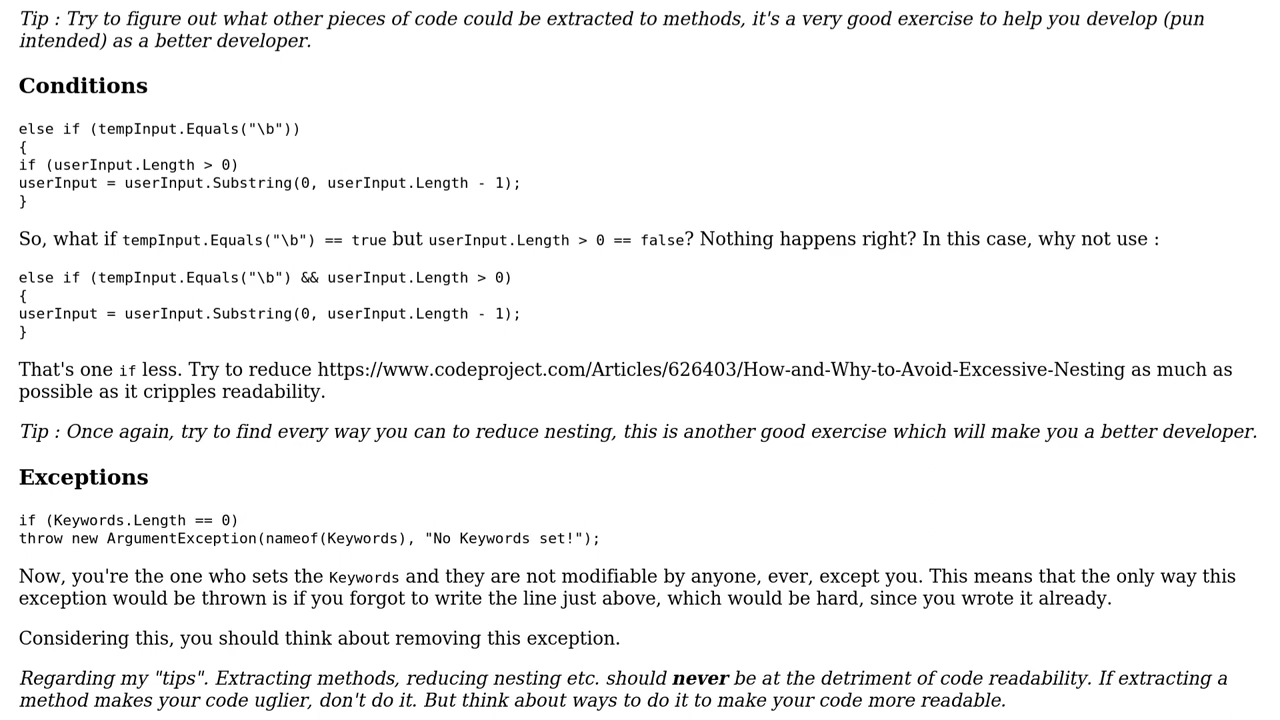 Tip : Try to figure out what other pieces of code could be extracted to methods, it's a very good exercise to help you develop (pun
intended) as a better developer.
Conditions
else if (tempInput.Equals("\b"))
{
if (userInput.Length > 0)
userInput = userInput.Substring(0, userInput.Length - 1);
}
So, what if tempInput.Equals("\b") == true but userInput.Length > 0 == false? Nothing happens right? In this case, why not use :
else if (tempInput.Equals("\b") && userInput.Length > 0)
{
userInput = userInput.Substring(0, userInput.Length - 1);
}
That's one if less. Try to reduce https://www.codeproject.com/Articles/626403/How-and-Why-to-Avoid-Excessive-Nesting as much as
possible as it cripples readability.
Tip : Once again, try to find every way you can to reduce nesting, this is another good exercise which will make you a better developer.
Exceptions
if (Keywords.Length == 0)
throw new ArgumentException(nameof(Keywords), "No Keywords set!");
Now, you're the one who sets the Keywords and they are not modifiable by anyone, ever, except you. This means that the only way this
exception would be thrown is if you forgot to write the line just above, which would be hard, since you wrote it already.
Considering this, you should think about removing this exception.
Regarding my "tips". Extracting methods, reducing nesting etc. should never be at the detriment of code readability. If extracting a
method makes your code uglier, don't do it. But think about ways to do it to make your code more readable.